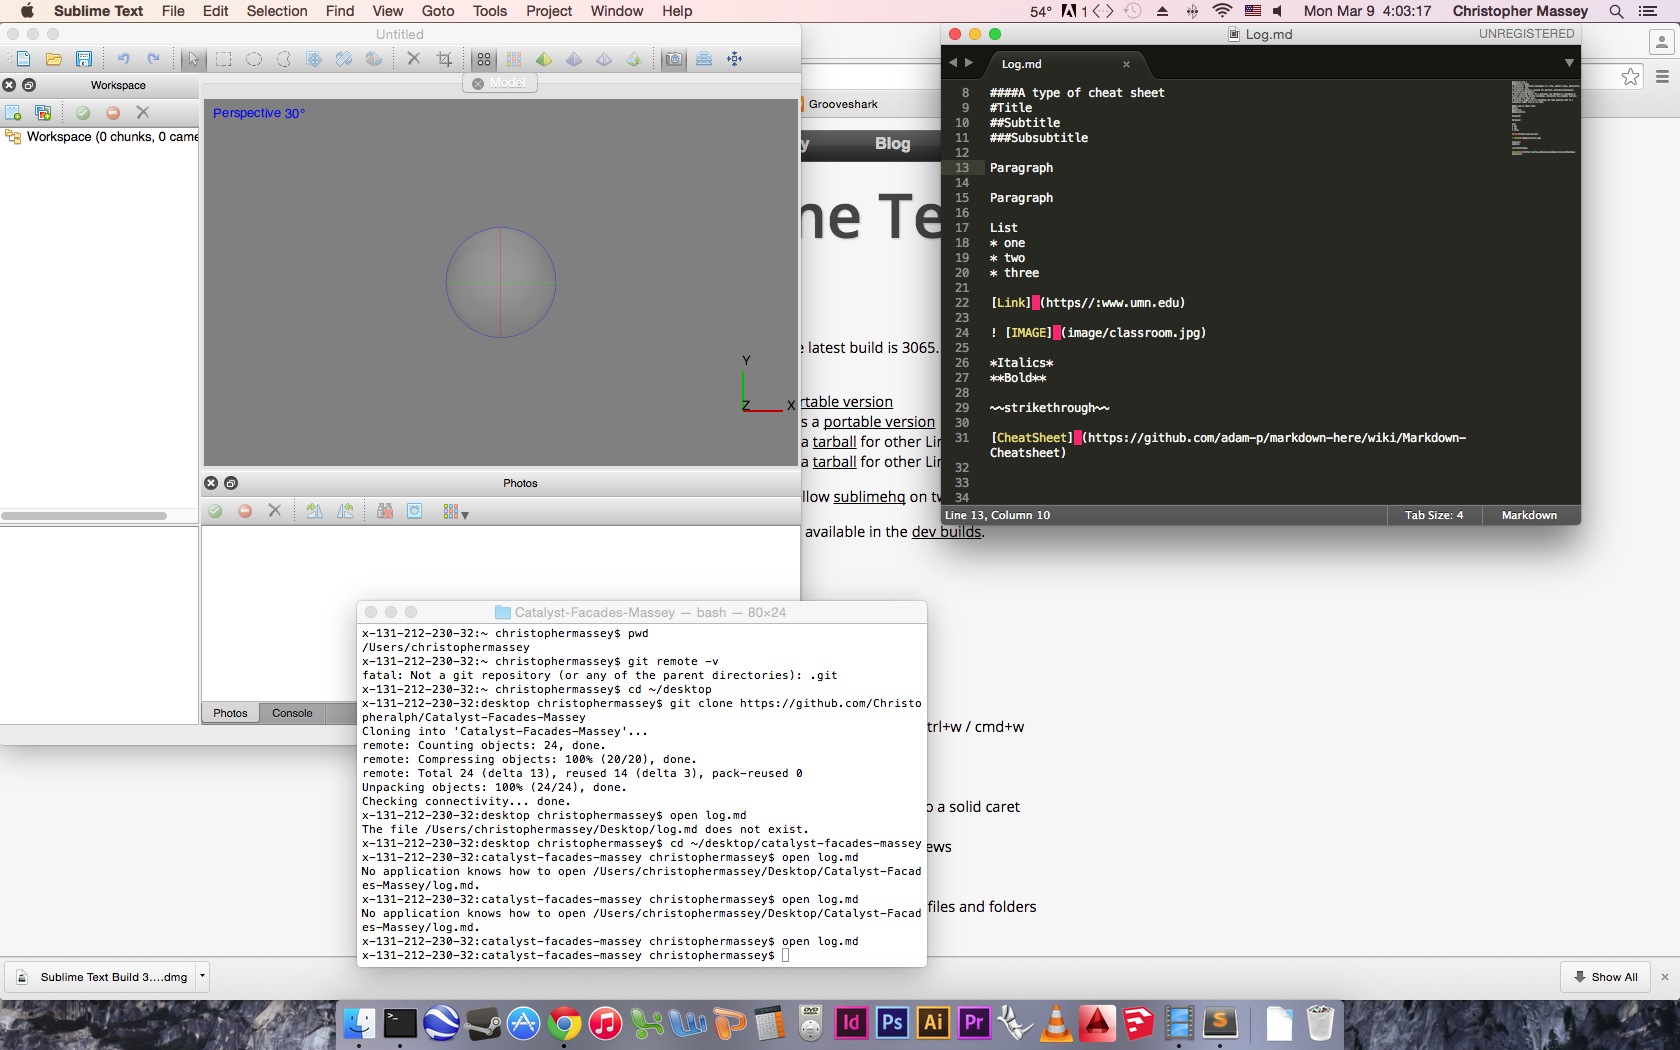 Sublime Text File Edit Selection Find View Goto Tools Project Window Help
54° 1 Mon Mar 9 4:03:17 Christopher Massey
Untitled
Workspace
Model
Workspace (0 chunks, 0 came
Perspective 30°
Y
Z
X
Photos
Photos Console
Grooveshark
y Blog
ne Te
e latest build is 3065.
rtable version
s a portable version
a tarball for other Lin
a tarball for other Lin
llow sublimehq on tw
available in the dev builds.
trl+w / cmd+w
o a solid caret
ews
files and folders
Log.md UNREGISTERED
Log.md ×
8 ####A type of cheat sheet
9 #Title
10 ##Subtitle
11 ###Subsubtitle
12
13 Paragraph
14
15 Paragraph
16
17 List
18 * one
19 * two
20 * three
21
22 [Link] (https//:www.umn.edu)
23
24 ! [IMAGE] (image/classroom.jpg)
25
26 *Italics*
27 **Bold**
28
29 ~~strikethrough~~
30
31 [CheatSheet] (https://github.com/adam-p/markdown-here/wiki/Markdown-
Cheatsheet)
32
33
34
Line 13, Column 10 Tab Size: 4 Markdown
Catalyst-Facades-Massey — bash — 80×24
x-131-212-230-32:~ christophermassey$ pwd
/Users/christophermassey
x-131-212-230-32:~ christophermassey$ git remote -v
fatal: Not a git repository (or any of the parent directories): .git
x-131-212-230-32:~ christophermassey$ cd ~/desktop
x-131-212-230-32:desktop christophermassey$ git clone https://github.com/Christo
pheralph/Catalyst-Facades-Massey
Cloning into 'Catalyst-Facades-Massey'...
remote: Counting objects: 24, done.
remote: Compressing objects: 100% (20/20), done.
remote: Total 24 (delta 13), reused 14 (delta 3), pack-reused 0
Unpacking objects: 100% (24/24), done.
Checking connectivity... done.
x-131-212-230-32:desktop christophermassey$ open log.md
The file /Users/christophermassey/Desktop/log.md does not exist.
x-131-212-230-32:desktop christophermassey$ cd ~/desktop/catalyst-facades-massey
x-131-212-230-32:catalyst-facades-massey christophermassey$ open log.md
No application knows how to open /Users/christophermassey/Desktop/Catalyst-Facad
es-Massey/log.md.
x-131-212-230-32:catalyst-facades-massey christophermassey$ open log.md
No application knows how to open /Users/christophermassey/Desktop/Catalyst-Facad
es-Massey/log.md.
x-131-212-230-32:catalyst-facades-massey christophermassey$ open log.md
x-131-212-230-32:catalyst-facades-massey christophermassey$
Sublime Text Build 3....dmg Show All
Id Ps Ai Pr